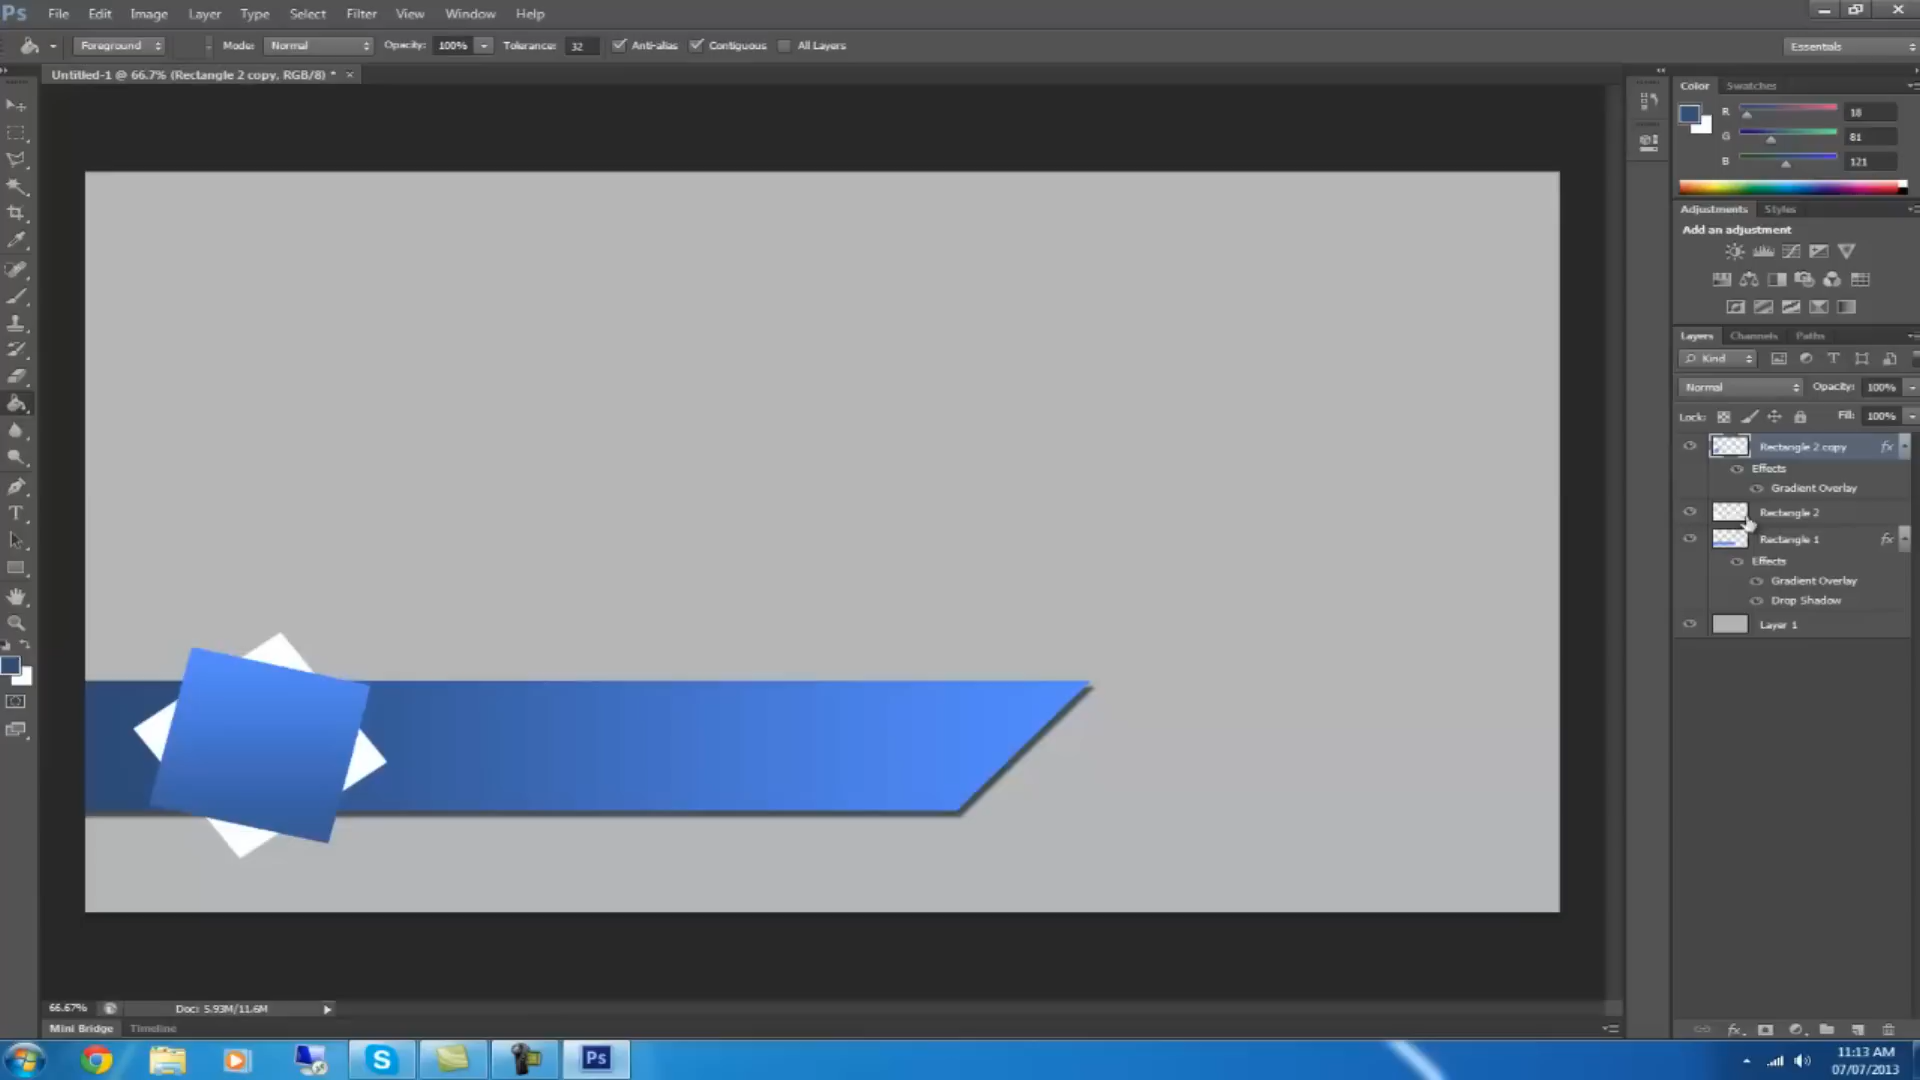 Ps File Edit Image Layer Type Select Filter View Window Help
Foreground Mode: Normal Opacity: 100% Tolerance: 32 Anti-alias Contiguous All Layers Essentials
Untitled-1 @ 66.7% (Rectangle 2 copy, RGB/8) * ×
Color Swatches
R 18
G 81
B 121
Adjustments Styles
Add an adjustment
Layers Channels Paths
Kind
Normal Opacity: 100%
Lock: Fill: 100%
Rectangle 2 copy fx
Effects
Gradient Overlay
Rectangle 2
Rectangle 1 fx
Effects
Gradient Overlay
Drop Shadow
Layer 1
66.67% Doc: 5.93M/11.6M
Mini Bridge Timeline
fx
S Ps
11:13 AM
07/07/2013